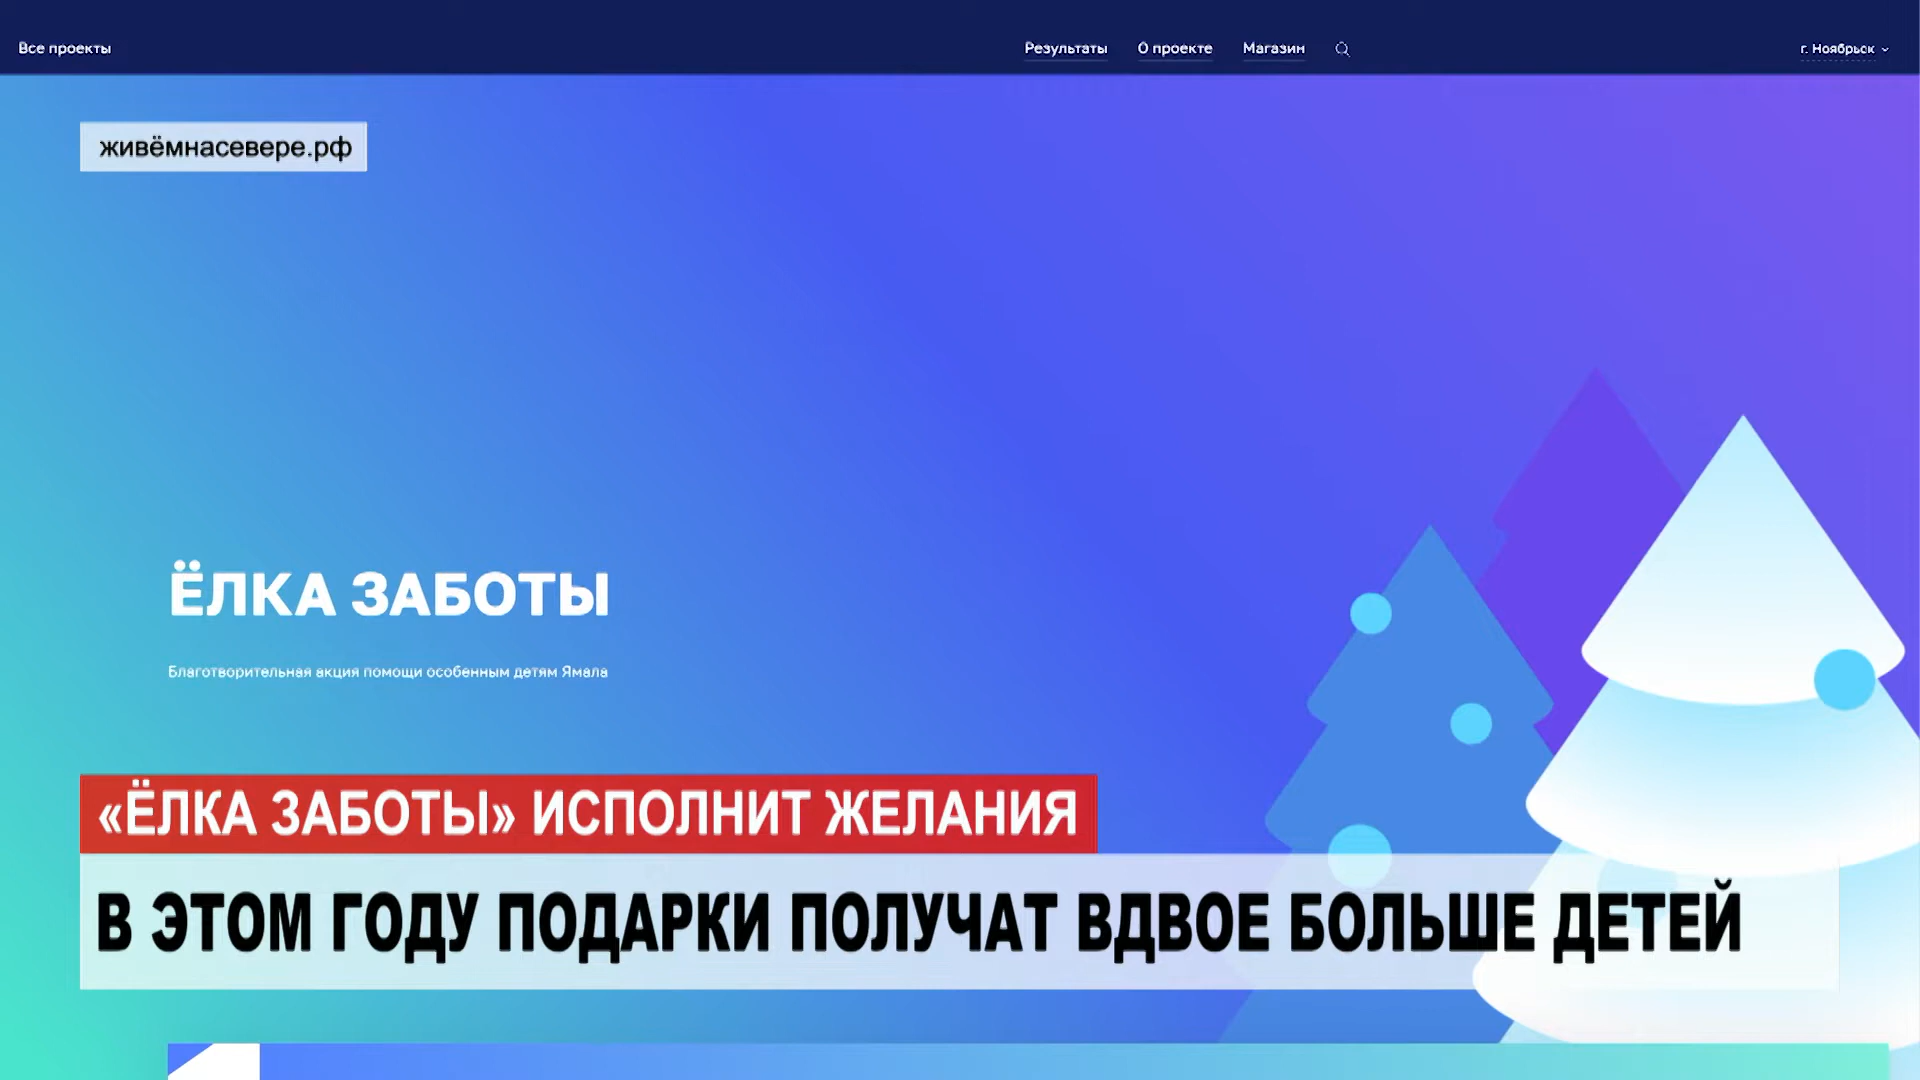 Все проекты
Результаты О проекте Магазин
г. Ноябрьск
живёмнасевере.рф
ЁЛКА ЗАБОТЫ
Благотворительная акция помощи особенным детям Ямала
«ЁЛКА ЗАБОТЫ» ИСПОЛНИТ ЖЕЛАНИЯ
В ЭТОМ ГОДУ ПОДАРКИ ПОЛУЧАТ ВДВОЕ БОЛЬШЕ ДЕТЕЙ